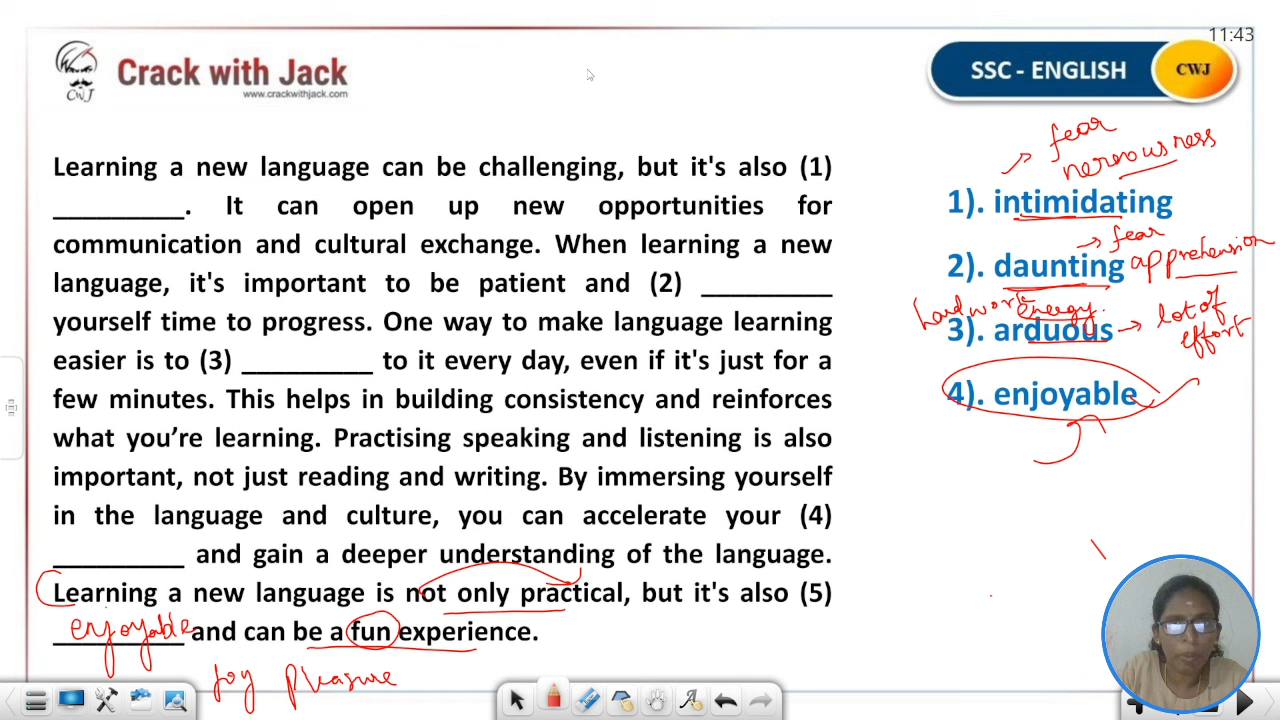 11:43
Crack with Jack
www.crackwithjack.com
CWJ
SSC - ENGLISH
CWJ
Learning a new language can be challenging, but it's also (1)
_________. It can open up new opportunities for
communication and cultural exchange. When learning a new
language, it's important to be patient and (2) _________
yourself time to progress. One way to make language learning
easier is to (3) _________ to it every day, even if it's just for a
few minutes. This helps in building consistency and reinforces
what you’re learning. Practising speaking and listening is also
important, not just reading and writing. By immersing yourself
in the language and culture, you can accelerate your (4)
_________ and gain a deeper understanding of the language.
Learning a new language is not only practical, but it's also (5)
_________ and can be a fun experience.
enjoyable
joy pleasure
fear
nervousness
1). intimidating
fear
2). daunting
apprehension
hardwork
energy
3). arduous
lot of
effort
4). enjoyable